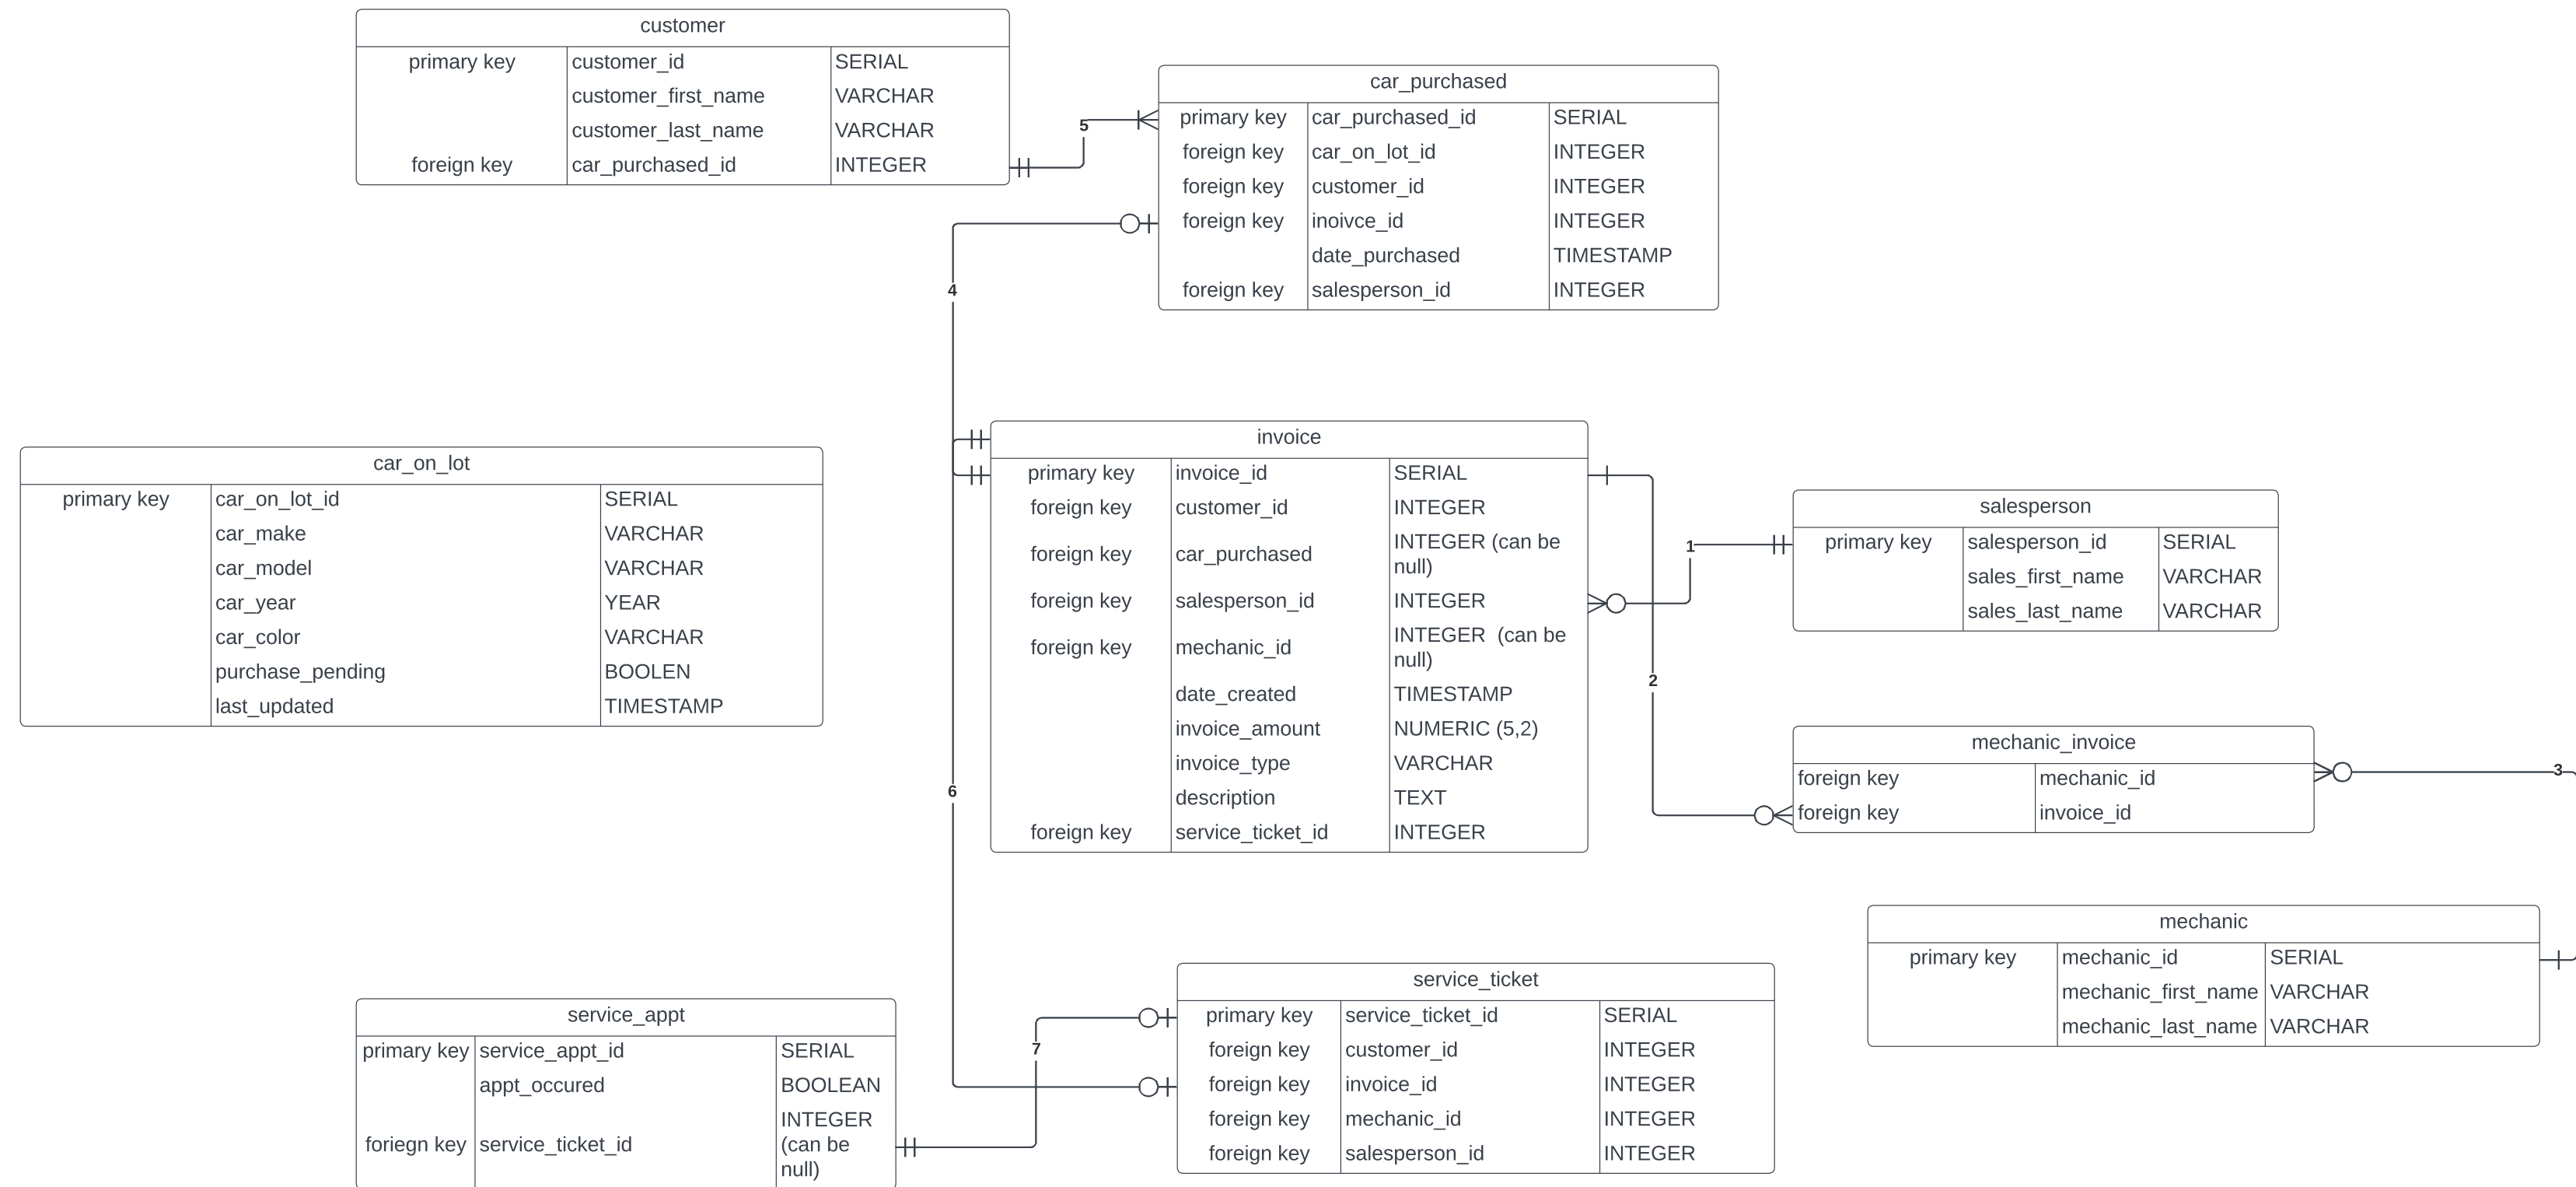 customer
primary key customer_id SERIAL
customer_first_name VARCHAR
customer_last_name VARCHAR
foreign key car_purchased_id INTEGER
car_purchased
primary key car_purchased_id SERIAL
foreign key car_on_lot_id INTEGER
foreign key customer_id INTEGER
foreign key inoivce_id INTEGER
date_purchased TIMESTAMP
foreign key salesperson_id INTEGER
5
4
car_on_lot
primary key car_on_lot_id SERIAL
car_make VARCHAR
car_model VARCHAR
car_year YEAR
car_color VARCHAR
purchase_pending BOOLEN
last_updated TIMESTAMP
invoice
primary key invoice_id SERIAL
foreign key customer_id INTEGER
foreign key car_purchased INTEGER (can be
null)
foreign key salesperson_id INTEGER
foreign key mechanic_id INTEGER (can be
null)
date_created TIMESTAMP
invoice_amount NUMERIC (5,2)
invoice_type VARCHAR
description TEXT
foreign key service_ticket_id INTEGER
1
2
6
salesperson
primary key salesperson_id SERIAL
sales_first_name VARCHAR
sales_last_name VARCHAR
mechanic_invoice
foreign key mechanic_id
foreign key invoice_id
3
mechanic
primary key mechanic_id SERIAL
mechanic_first_name VARCHAR
mechanic_last_name VARCHAR
service_appt
primary key service_appt_id SERIAL
appt_occured BOOLEAN
foriegn key service_ticket_id INTEGER
(can be
null)
7
service_ticket
primary key service_ticket_id SERIAL
foreign key customer_id INTEGER
foreign key invoice_id INTEGER
foreign key mechanic_id INTEGER
foreign key salesperson_id INTEGER